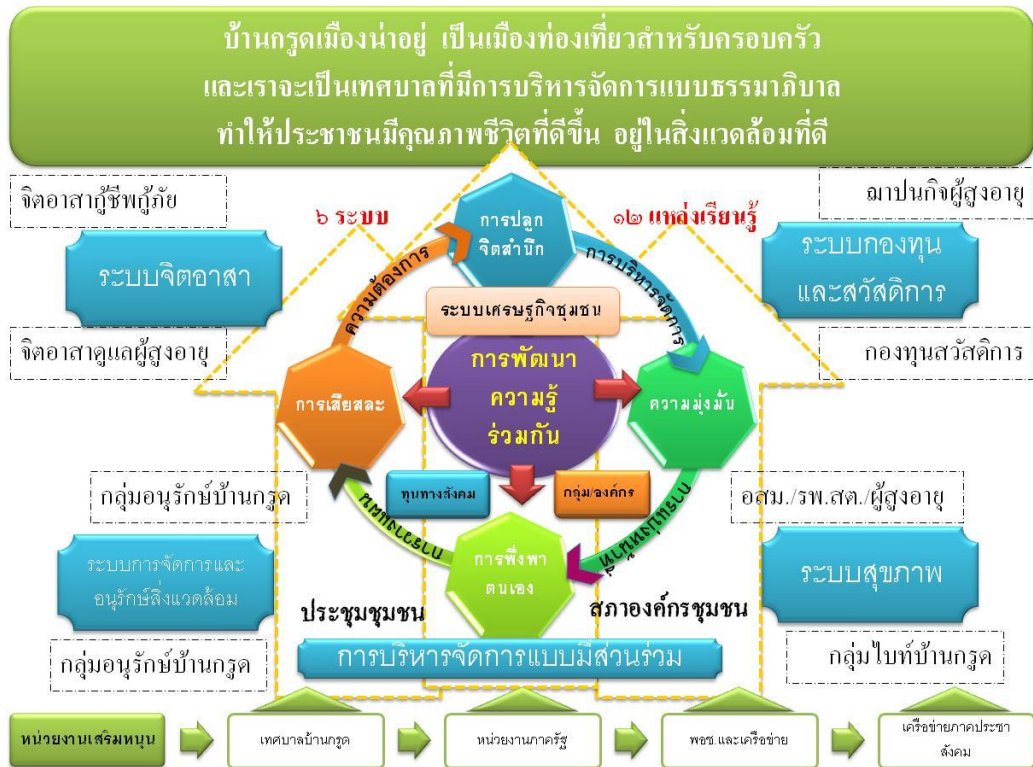 บ้านกรูดเมืองน่าอยู่ เป็นเมืองท่องเที่ยวสำหรับครอบครัว
และเราจะเป็นเทศบาลที่มีการบริหารจัดการแบบธรรมาภิบาล
ทำให้ประชาชนมีคุณภาพชีวิตที่ดีขึ้น อยู่ในสิ่งแวดล้อมที่ดี
จิตอาสากู้ชีพกู้ภัย
๖ ระบบ
การปลูก
จิตสำนึก
๑๒ แหล่งเรียนรู้
ฌาปนกิจผู้สูงอายุ
ระบบจิตอาสา
ความต้องการ
การบริหารจัดการ
ระบบกองทุน
และสวัสดิการ
ระบบเศรษฐกิจชุมชน
จิตอาสาดูแลผู้สูงอายุ
กองทุนสวัสดิการ
การเสียสละ
การพัฒนา
ความรู้
ร่วมกัน
ความมุ่งมั่น
กลุ่มอนุรักษ์บ้านกรูด
ทุนทางสังคม
กลุ่ม/องค์กร
อสม./รพ.สต./ผู้สูงอายุ
การวางแผน
การแบ่งหน้าที่
ระบบการจัดการและ
อนุรักษ์สิ่งแวดล้อม
การพึ่งพา
ตนเอง
ระบบสุขภาพ
ประชุมชุมชน
สภาองค์กรชุมชน
กลุ่มอนุรักษ์บ้านกรูด
การบริหารจัดการแบบมีส่วนร่วม
กลุ่มไบท์บ้านกรูด
หน่วยงานเสริมหนุน
เทศบาลบ้านกรูด
หน่วยงานภาครัฐ
พอช.และเครือข่าย
เครือข่ายภาคประชา
สังคม